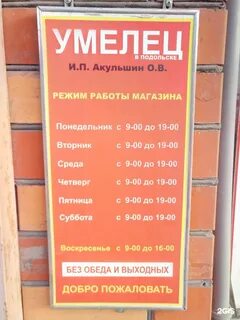 УМЕЛЕЦ
В ПОДОЛЬСКЕ
И.П. Акульшин О.В.
РЕЖИМ РАБОТЫ МАГАЗИНА
Понедельник с 9-00 до 19-00
Вторник с 9-00 до 19-00
Среда с 9-00 до 19-00
Четверг с 9-00 до 19-00
Пятница с 9-00 до 19-00
Суббота с 9-00 до 19-00
Воскресенье с 9-00 до 16-00
БЕЗ ОБЕДА И ВЫХОДНЫХ
ДОБРО ПОЖАЛОВАТЬ
2GIS